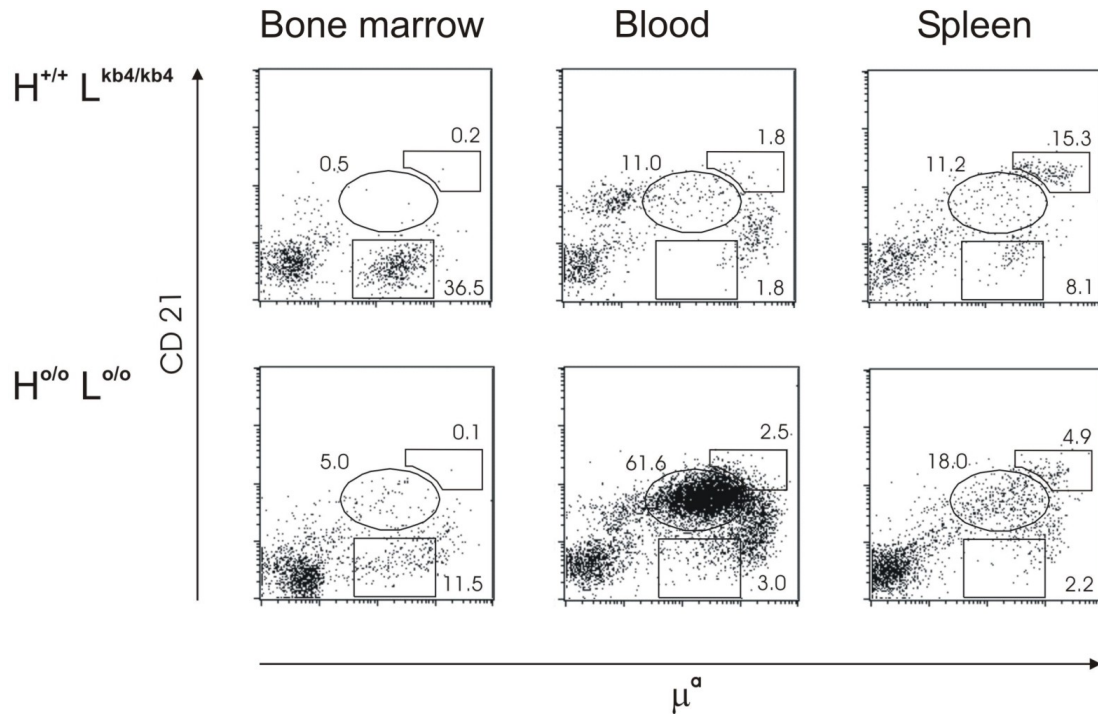 Bone marrow Blood Spleen
H+/+ Lkb4/kb4
0.2 1.8 15.3
0.5 11.0 11.2
36.5 1.8 8.1
CD 21
Ho/o Lo/o
0.1 2.5 4.9
5.0 61.6 18.0
11.5 3.0 2.2
μa